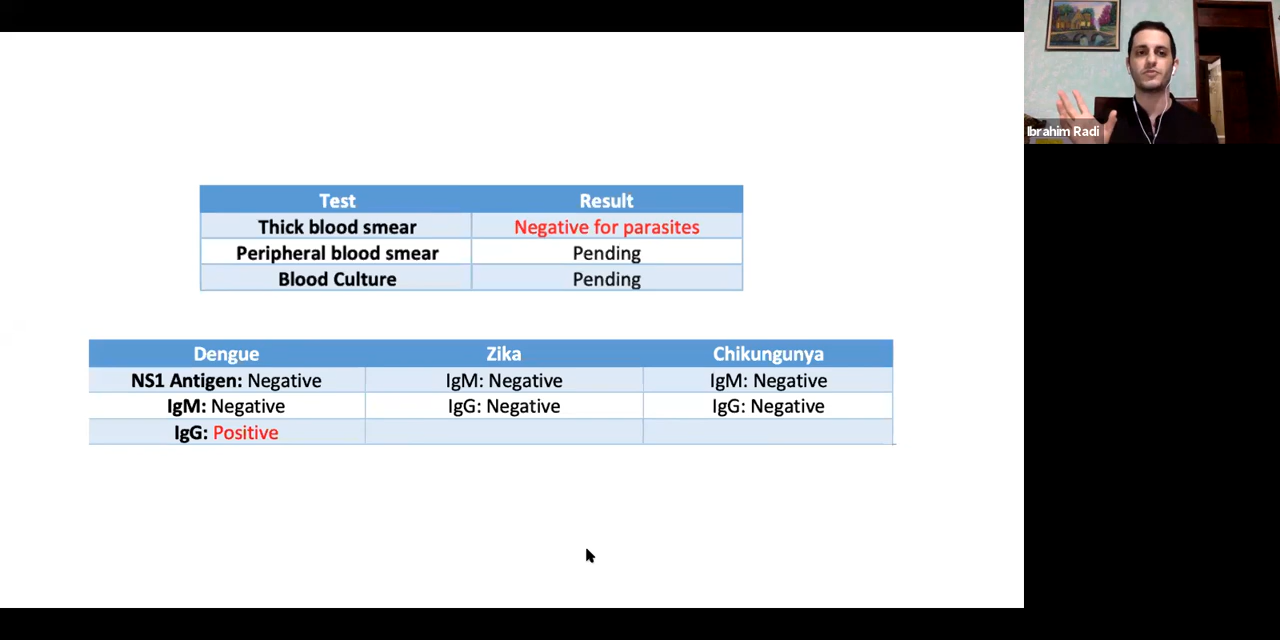 Test Result
Thick blood smear Negative for parasites
Peripheral blood smear Pending
Blood Culture Pending
Dengue Zika Chikungunya
NS1 Antigen: Negative IgM: Negative IgM: Negative
IgM: Negative IgG: Negative IgG: Negative
IgG: Positive
Ibrahim Radi